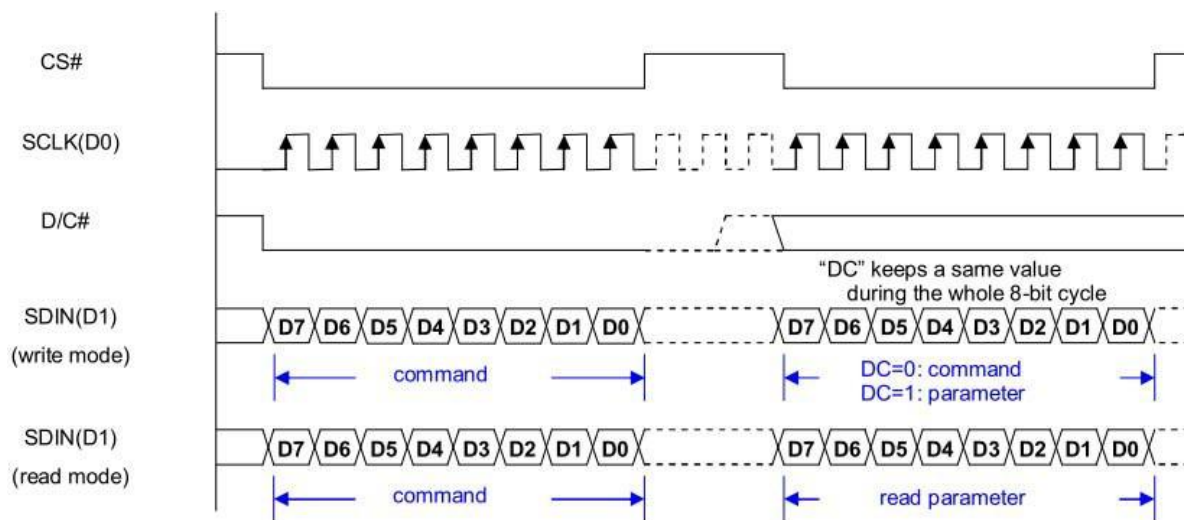 CS#
SCLK(D0)
D/C#
“DC” keeps a same value
during the whole 8-bit cycle
SDIN(D1)
(write mode)
D7 D6 D5 D4 D3 D2 D1 D0 D7 D6 D5 D4 D3 D2 D1 D0
command
DC=0: command
DC=1: parameter
SDIN(D1)
(read mode)
D7 D6 D5 D4 D3 D2 D1 D0 D7 D6 D5 D4 D3 D2 D1 D0
command read parameter